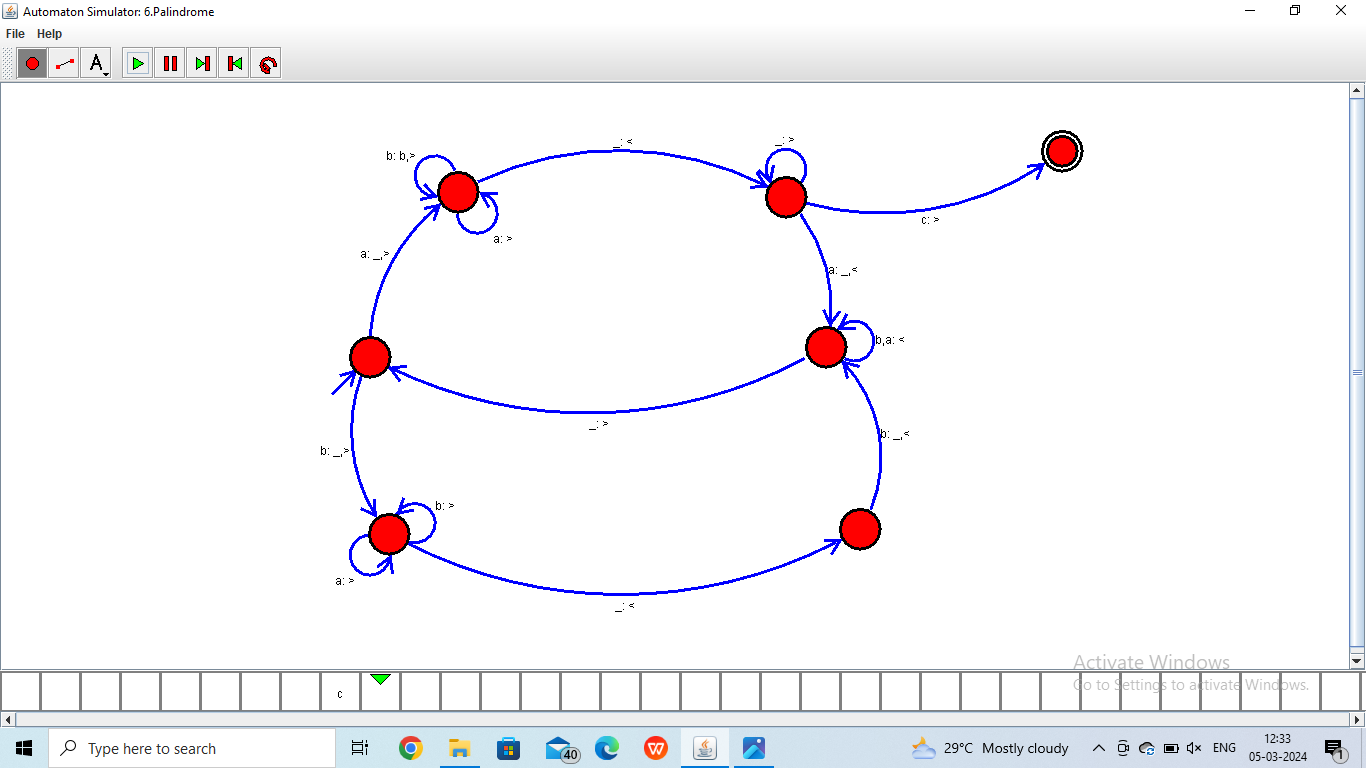 Automaton Simulator: 6.Palindrome
File Help
A
_: <
_: >
b: b,>
c: >
a: >
a: _,>
a: _,<
b,a: <
_: >
b: _,<
b: _,>
b: >
a: >
_: <
Activate Windows
c
Go to Settings to activate Windows.
Type here to search
40
W
29°C Mostly cloudy
ENG
12:33
05-03-2024
1